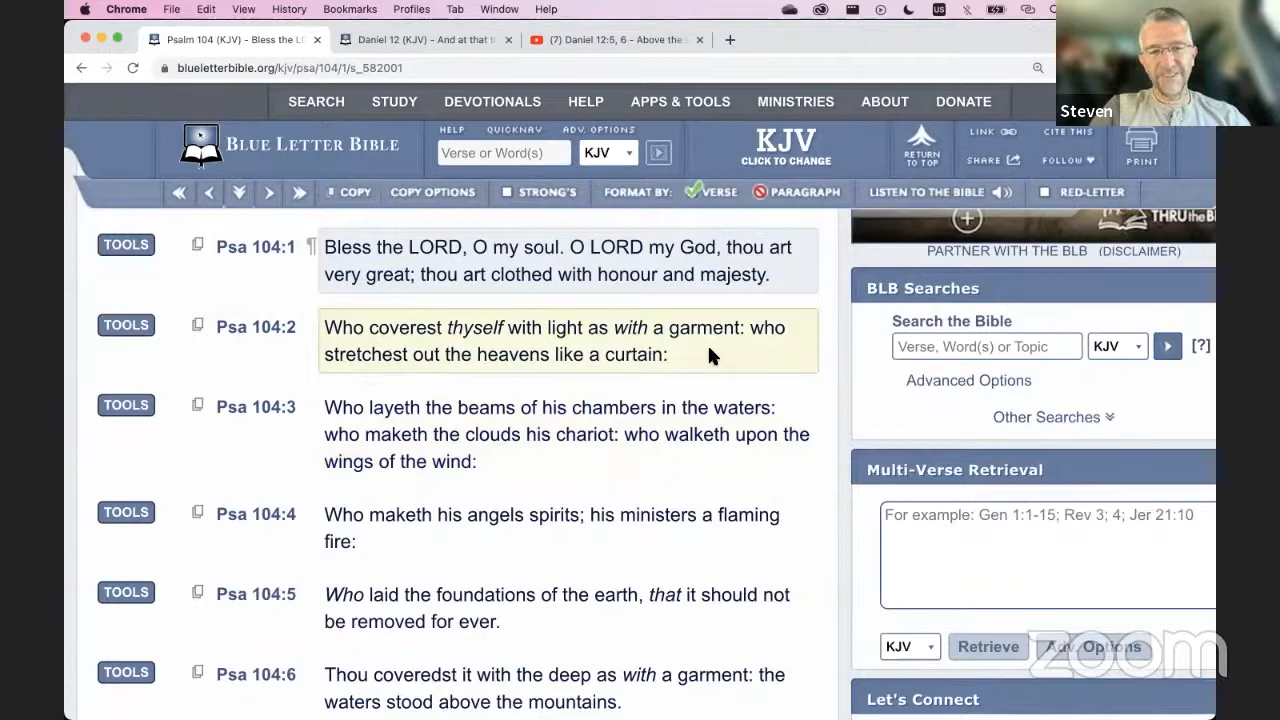 Chrome File Edit View History Bookmarks Profiles Tab Window Help US
Psalm 104 (KJV) - Bless the LO
Daniel 12 (KJV) - And at that t
(7) Daniel 12:5, 6 - Above the
blueletterbible.org/kjv/psa/104/1/s_582001
Steven
SEARCH STUDY DEVOTIONALS HELP APPS & TOOLS MINISTRIES ABOUT DONATE
BLUE LETTER BIBLE
HELP QUICKNAV ADV. OPTIONS
Verse or Word(s) KJV
KJV
CLICK TO CHANGE
RETURN
TO TOP
LINK CITE THIS
SHARE FOLLOW
PRINT
COPY COPY OPTIONS STRONG'S FORMAT BY: VERSE PARAGRAPH LISTEN TO THE BIBLE RED-LETTER
TOOLS Psa 104:1 ¶ Bless the LORD, O my soul. O LORD my God, thou art
very great; thou art clothed with honour and majesty.
TOOLS Psa 104:2 Who coverest thyself with light as with a garment: who
stretchest out the heavens like a curtain:
TOOLS Psa 104:3 Who layeth the beams of his chambers in the waters:
who maketh the clouds his chariot: who walketh upon the
wings of the wind:
TOOLS Psa 104:4 Who maketh his angels spirits; his ministers a flaming
fire:
TOOLS Psa 104:5 Who laid the foundations of the earth, that it should not
be removed for ever.
TOOLS Psa 104:6 Thou coveredst it with the deep as with a garment: the
waters stood above the mountains.
THRU the B
PARTNER WITH THE BLB (DISCLAIMER)
BLB Searches
Search the Bible
Verse, Word(s) or Topic KJV [?]
Advanced Options
Other Searches
Multi-Verse Retrieval
For example: Gen 1:1-15; Rev 3; 4; Jer 21:10
KJV Retrieve Adv. Options
zoom
Let's Connect